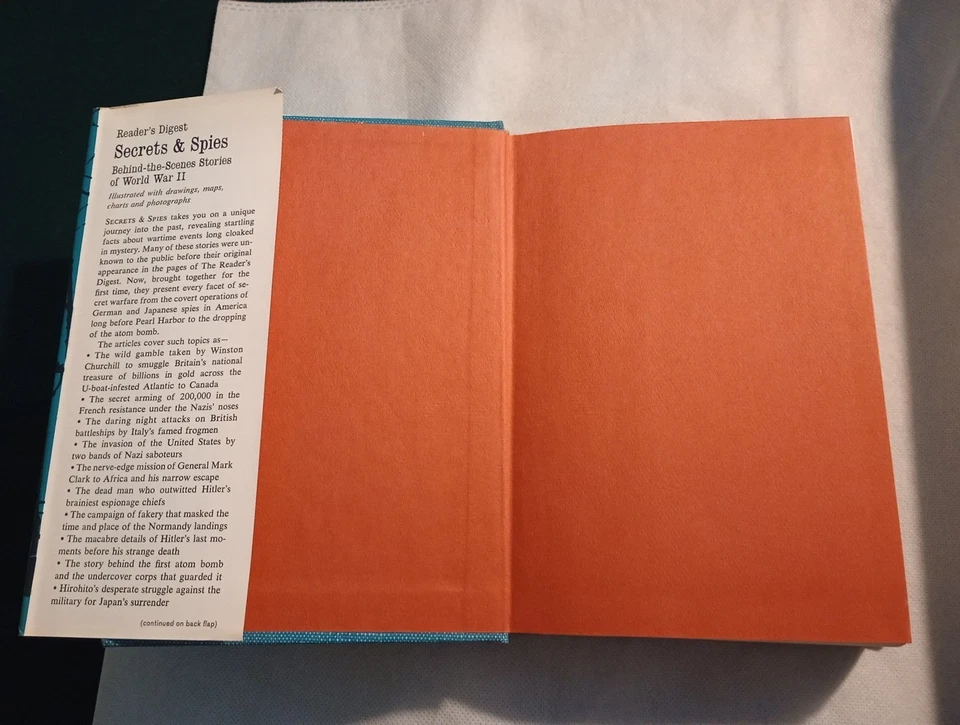 Reader's Digest
Secrets & Spies
Behind-the-Scenes Stories
of World War II
Illustrated with drawings, maps,
charts and photographs
SECRETS & SPIES takes you on a unique
journey into the past, revealing startling
facts about wartime events long cloaked
in mystery. Many of these stories were un-
known to the public before their original
appearance in the pages of The Reader's
Digest. Now, brought together for the
first time, they present every facet of se-
cret warfare from the covert operations of
German and Japanese spies in America
long before Pearl Harbor to the dropping
of the atom bomb.
The articles cover such topics as—
• The wild gamble taken by Winston
Churchill to smuggle Britain's national
treasure of billions in gold across the
U-boat-infested Atlantic to Canada
• The secret arming of 200,000 in the
French resistance under the Nazis' noses
• The daring night attacks on British
battleships by Italy's famed frogmen
• The invasion of the United States by
two bands of Nazi saboteurs
• The nerve-edge mission of General Mark
Clark to Africa and his narrow escape
• The dead man who outwitted Hitler's
brainiest espionage chiefs
• The campaign of fakery that masked the
time and place of the Normandy landings
• The macabre details of Hitler's last mo-
ments before his strange death
• The story behind the first atom bomb
and the undercover corps that guarded it
• Hirohito's desperate struggle against the
military for Japan's surrender
(continued on back flap)